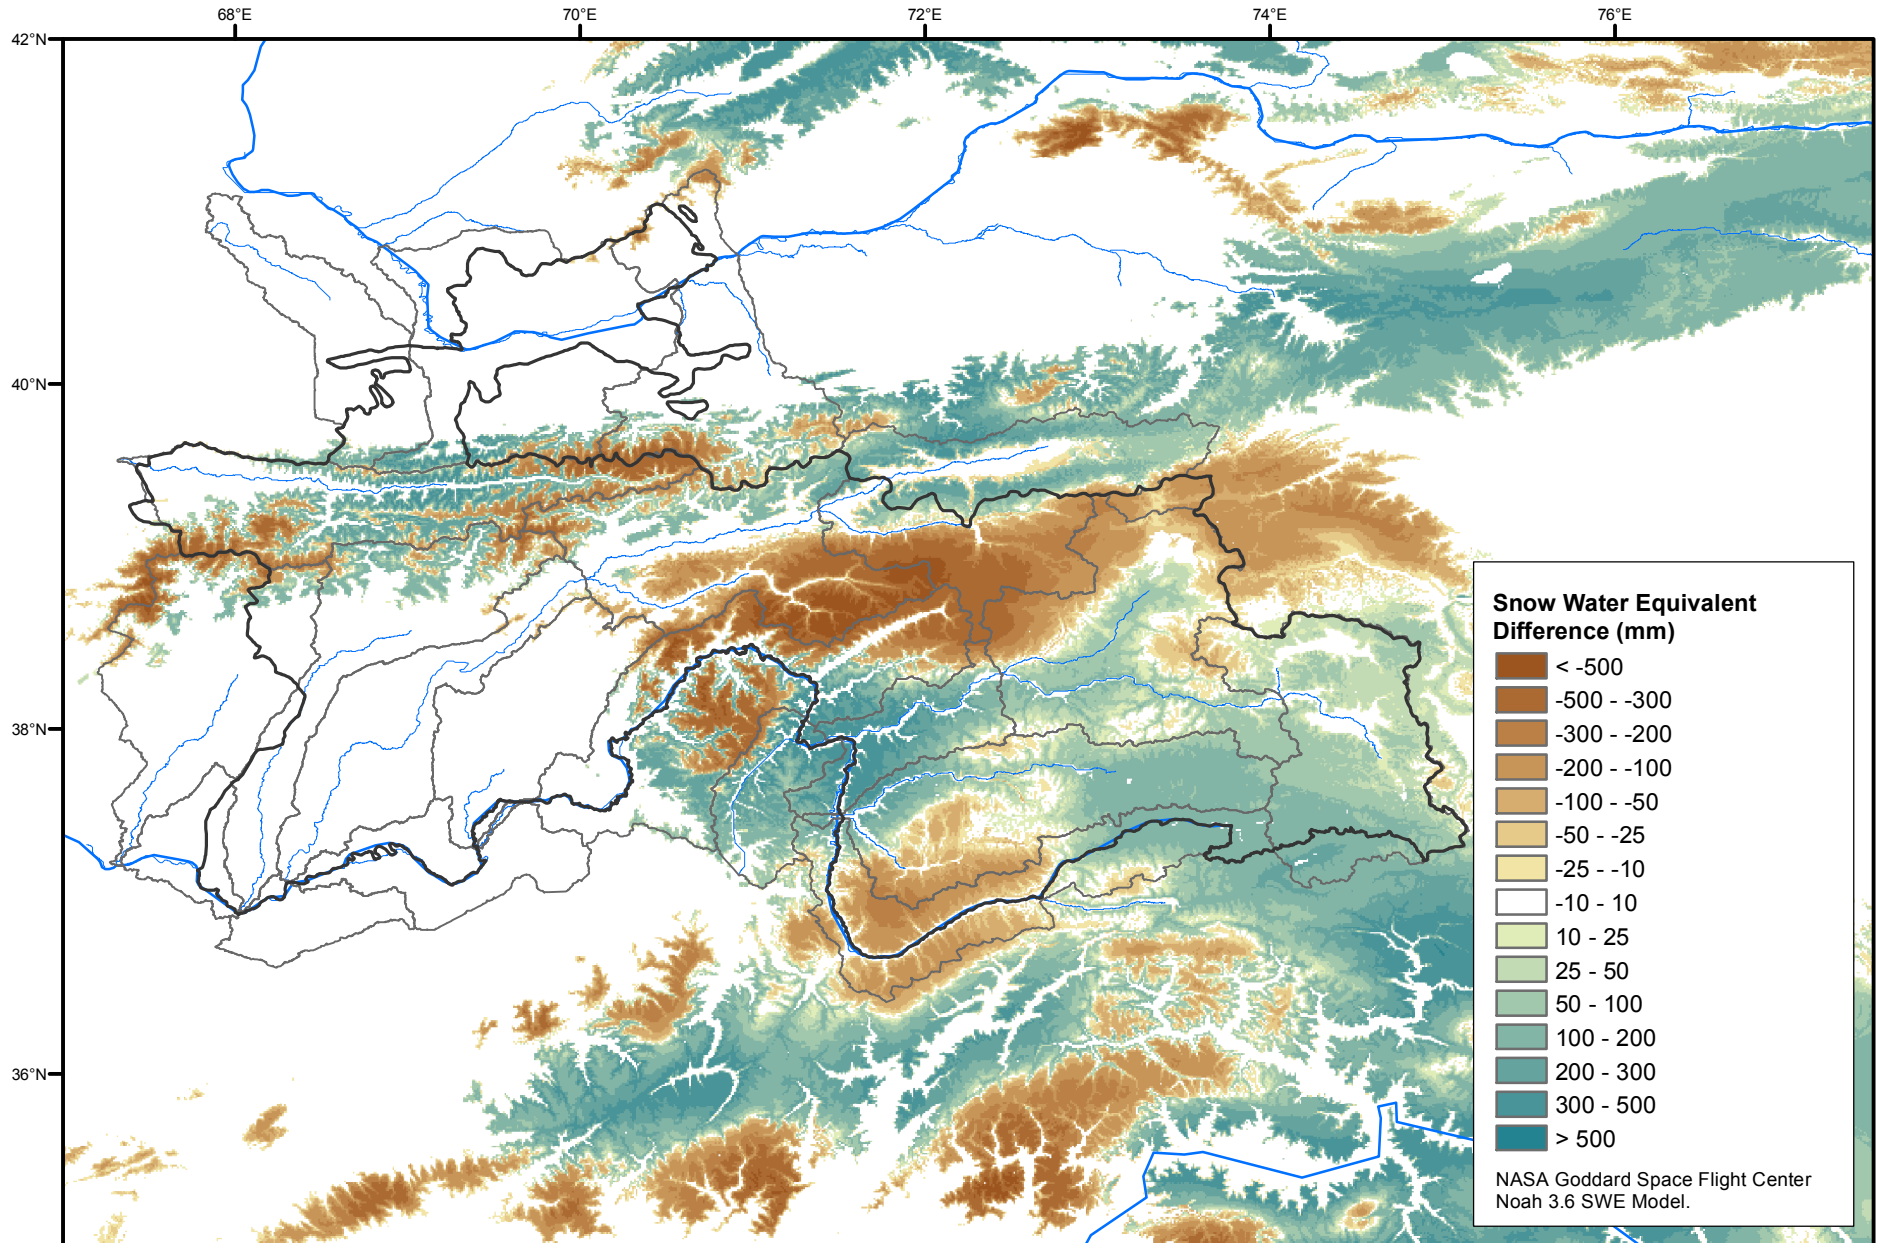 68°E
70°E
72°E
74°E
76°E
42°N
40°N
38°N
36°N
Snow Water Equivalent
Difference (mm)
< -500
-500 - -300
-300 - -200
-200 - -100
-100 - -50
-50 - -25
-25 - -10
-10 - 10
10 - 25
25 - 50
50 - 100
100 - 200
200 - 300
300 - 500
> 500
NASA Goddard Space Flight Center
Noah 3.6 SWE Model.